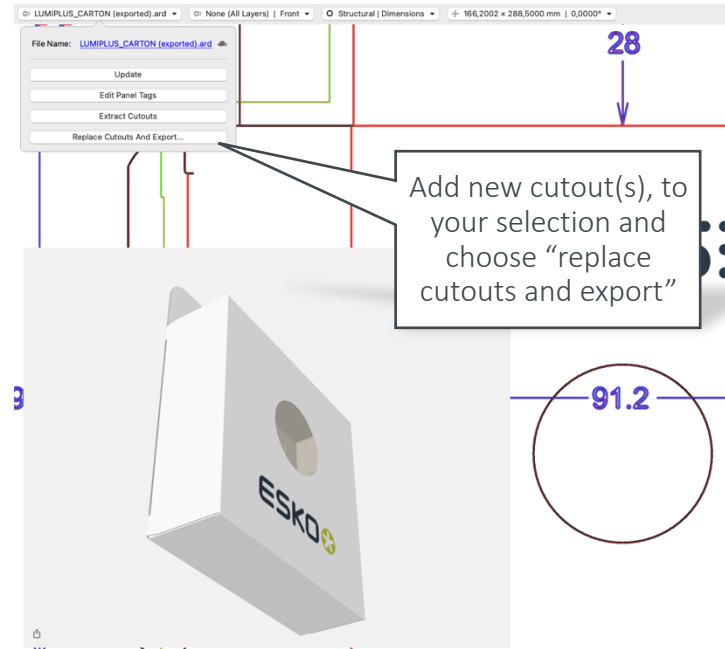 LUMIPLUS_CARTON (exported).ard
None (All Layers) | Front
Structural | Dimensions
166,2002 × 288,5000 mm | 0,0000°
File Name: LUMIPLUS_CARTON (exported).ard
Update
Edit Panel Tags
Extract Cutouts
Replace Cutouts And Export...
28
Add new cutout(s), to
your selection and
choose “replace
cutouts and export”
9
91.2
ESKO